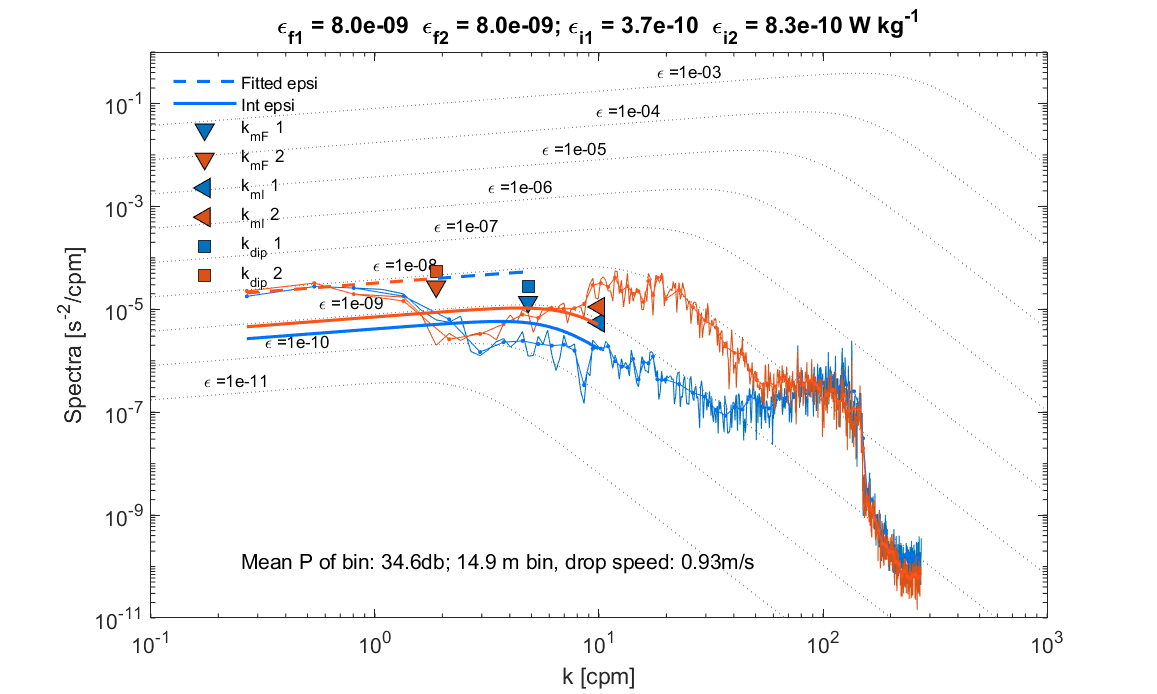 ϵf1 = 8.0e-09 ϵf2 = 8.0e-09; ϵi1 = 3.7e-10 ϵi2 = 8.3e-10 W kg-1
Fitted epsi
Int epsi
kmF 1
kmF 2
kmI 1
kmI 2
kdip 1
kdip 2
ϵ =1e-03
ϵ =1e-04
ϵ =1e-05
ϵ =1e-06
ϵ =1e-07
ϵ =1e-08
ϵ =1e-09
ϵ =1e-10
ϵ =1e-11
Mean P of bin: 34.6db; 14.9 m bin, drop speed: 0.93m/s
Spectra [s-2/cpm]
10-1
10-3
10-5
10-7
10-9
10-11
10-1
100
101
102
103
k [cpm]